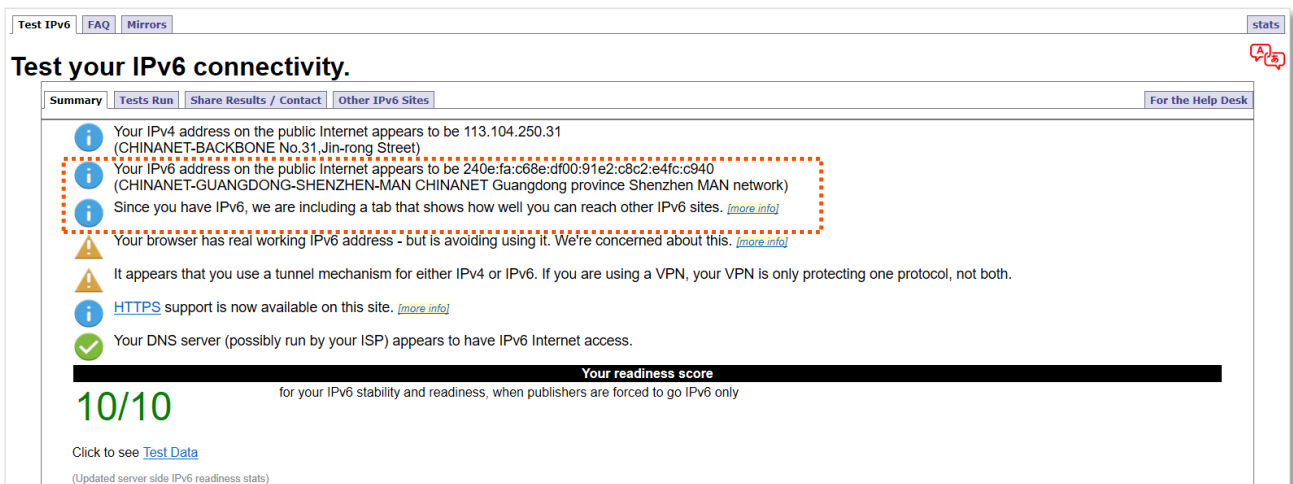 Test IPv6 FAQ Mirrors stats
Test your IPv6 connectivity.
Summary Tests Run Share Results / Contact Other IPv6 Sites For the Help Desk
Your IPv4 address on the public Internet appears to be 113.104.250.31
(CHINANET-BACKBONE No.31,Jin-rong Street)
Your IPv6 address on the public Internet appears to be 240e:fa:c68e:df00:91e2:c8c2:e4fc:c940
(CHINANET-GUANGDONG-SHENZHEN-MAN CHINANET Guangdong province Shenzhen MAN network)
Since you have IPv6, we are including a tab that shows how well you can reach other IPv6 sites. [more info]
Your browser has real working IPv6 address - but is avoiding using it. We're concerned about this. [more info]
It appears that you use a tunnel mechanism for either IPv4 or IPv6. If you are using a VPN, your VPN is only protecting one protocol, not both.
HTTPS support is now available on this site. [more info]
Your DNS server (possibly run by your ISP) appears to have IPv6 Internet access.
Your readiness score
10/10 for your IPv6 stability and readiness, when publishers are forced to go IPv6 only
Click to see Test Data
(Updated server side IPv6 readiness stats)